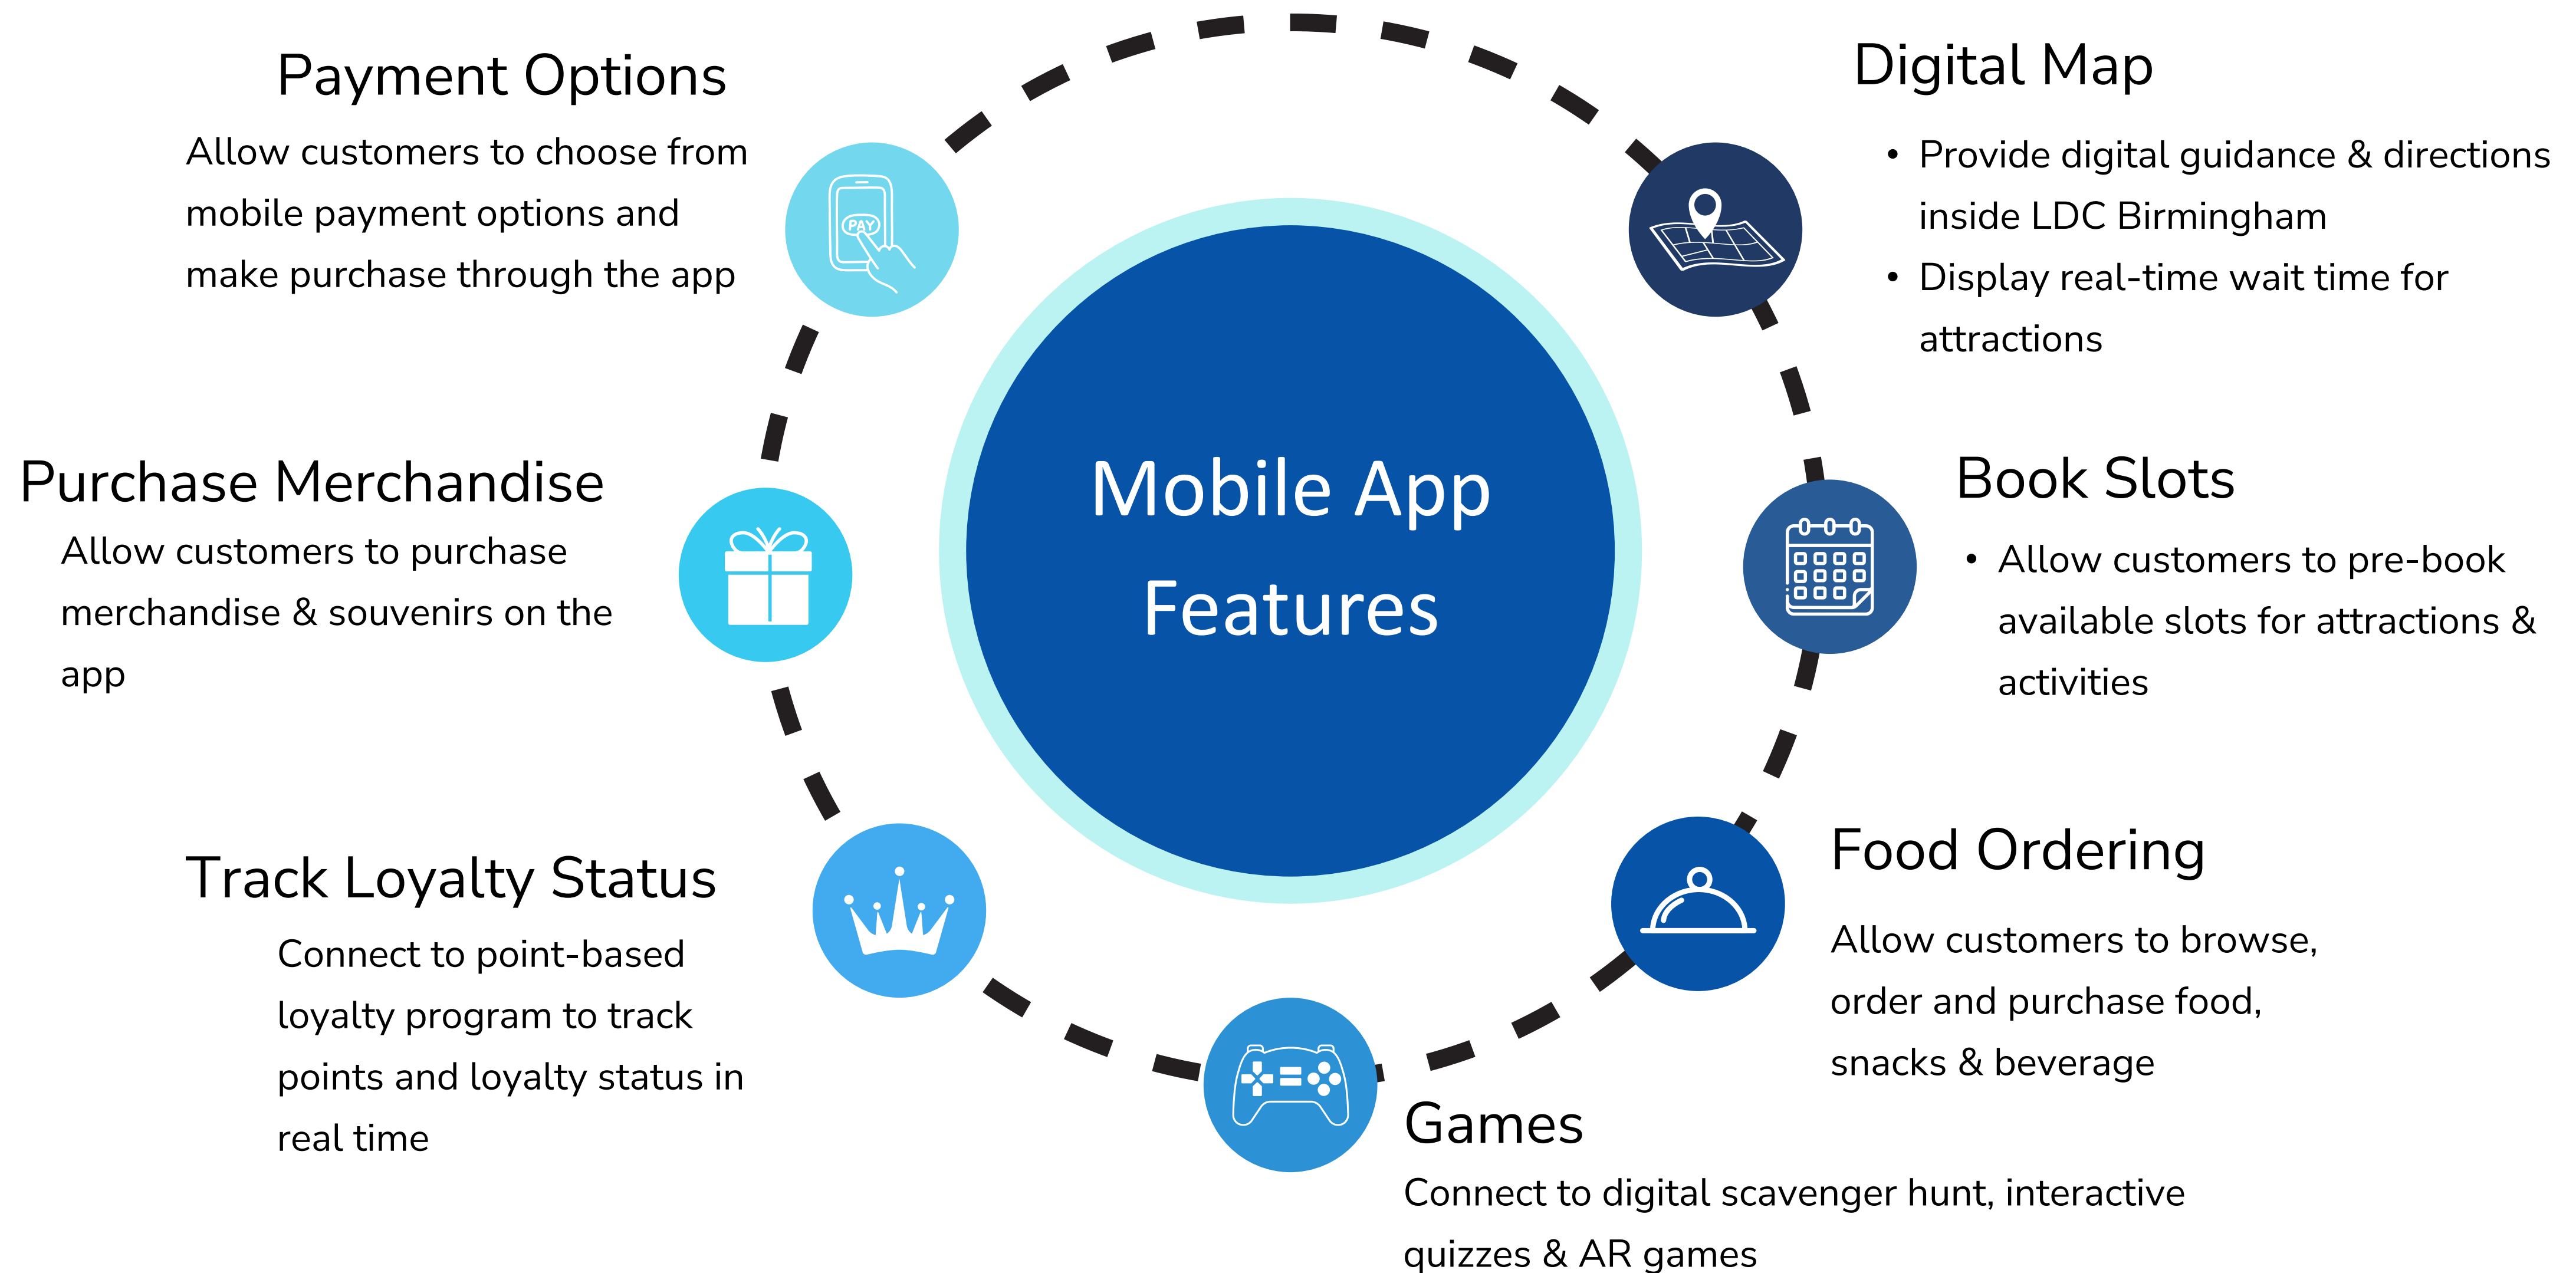 Payment Options
Allow customers to choose from
mobile payment options and
make purchase through the app
PAY
Digital Map
• Provide digital guidance & directions
inside LDC Birmingham
• Display real-time wait time for
attractions
Purchase Merchandise
Allow customers to purchase
merchandise & souvenirs on the
app
Mobile App
Features
Book Slots
• Allow customers to pre-book
available slots for attractions &
activities
Track Loyalty Status
Connect to point-based
loyalty program to track
points and loyalty status in
real time
Food Ordering
Allow customers to browse,
order and purchase food,
snacks & beverage
Games
Connect to digital scavenger hunt, interactive
quizzes & AR games